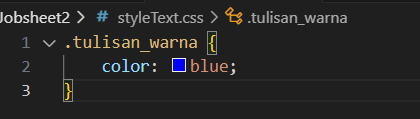 Jobsheet2 > # styleText.css > .tulisan_warna
1 .tulisan_warna {
2 color: blue;
3 }